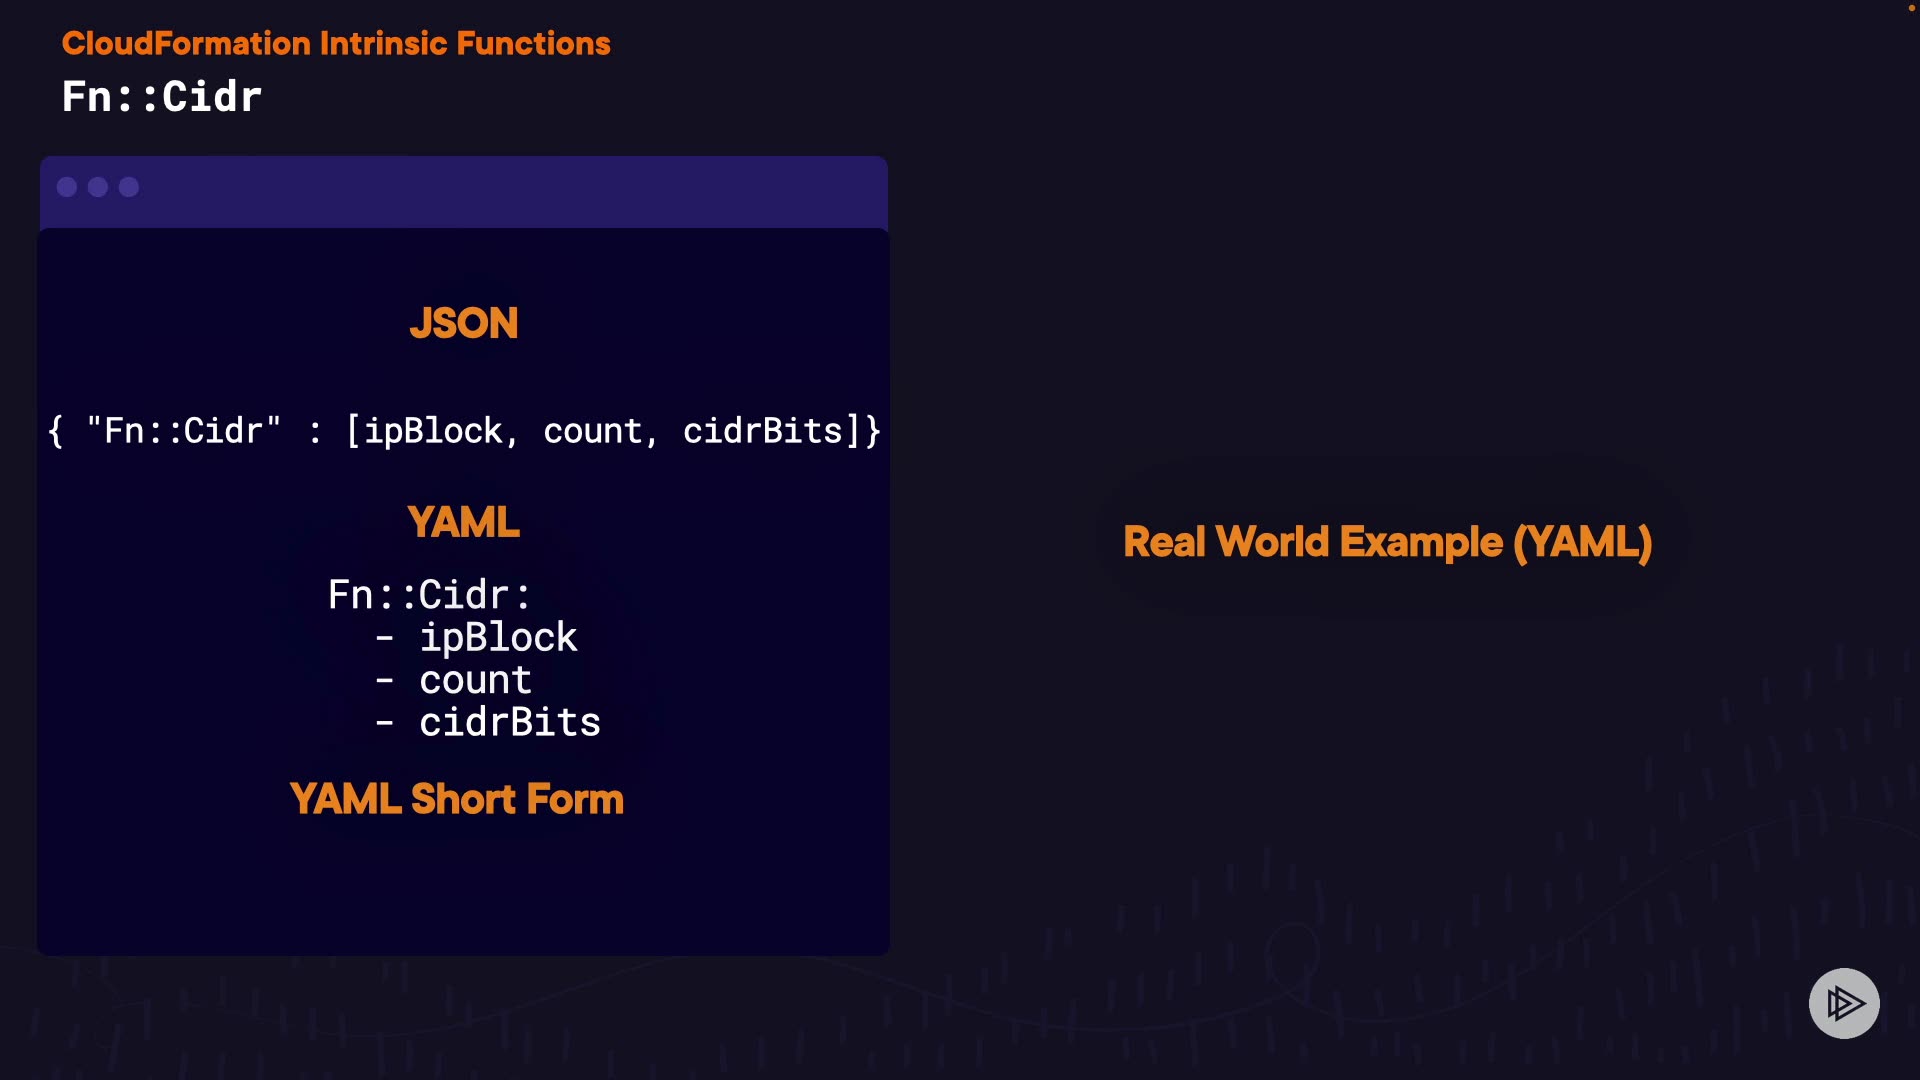 CloudFormation Intrinsic Functions
Fn::Cidr
JSON
{ "Fn::Cidr" : [ipBlock, count, cidrBits]}
YAML
Fn::Cidr:
- ipBlock
- count
- cidrBits
YAML Short Form
Real World Example (YAML)